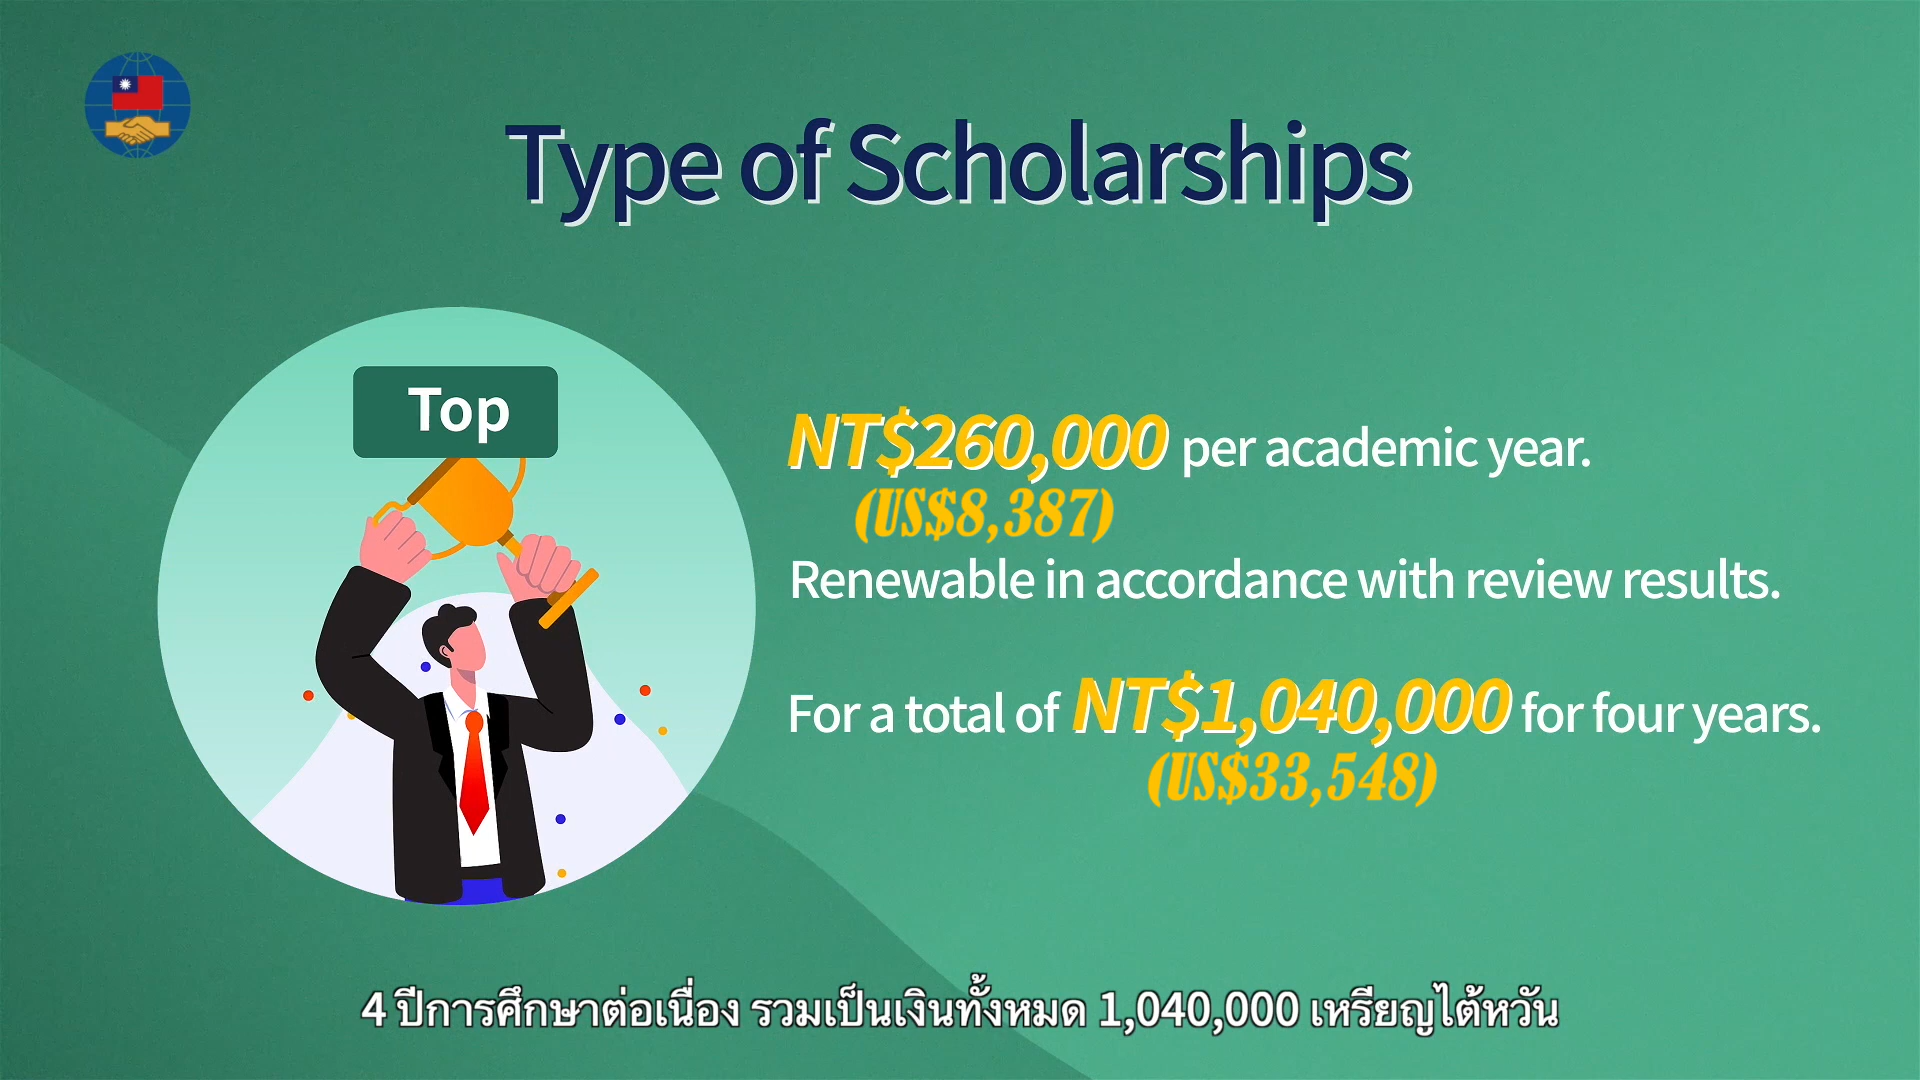 Type of Scholarships
Top
NT$260,000 per academic year.
(US$8,387)
Renewable in accordance with review results.
For a total of NT$1,040,000 for four years.
(US$33,548)
4 ปีการศึกษาต่อเนื่อง รวมเป็นเงินทั้งหมด 1,040,000 เหรียญไต้หวัน